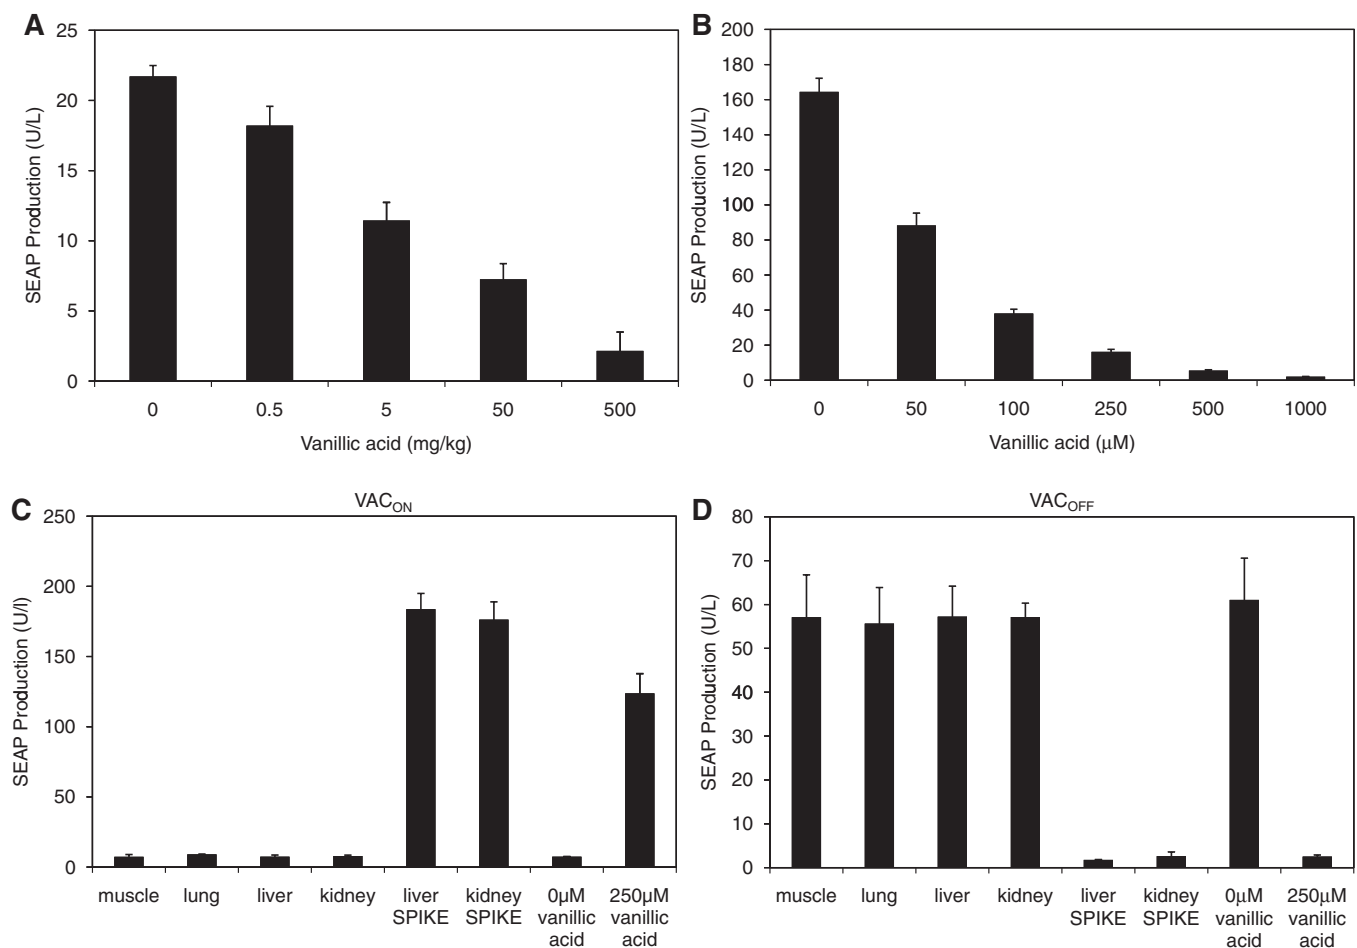 A
25
20
15
10
5
0
SEAP Production (U/L)
0 0.5 5 50 500
Vanillic acid (mg/kg)
B
200
180
160
140
120
100
80
60
40
20
0
SEAP Production (U/L)
0 50 100 250 500 1000
Vanillic acid (μM)
C
VAC_ON
250
200
150
100
50
0
SEAP Production (U/l)
muscle lung liver kidney liver kidney 0μM 250μM
SPIKE SPIKE vanillic vanillic
acid acid
D
VAC_OFF
80
70
60
50
40
30
20
10
0
SEAP Production (U/L)
muscle lung liver kidney liver kidney 0μM 250μM
SPIKE SPIKE vanillic vanillic
acid acid